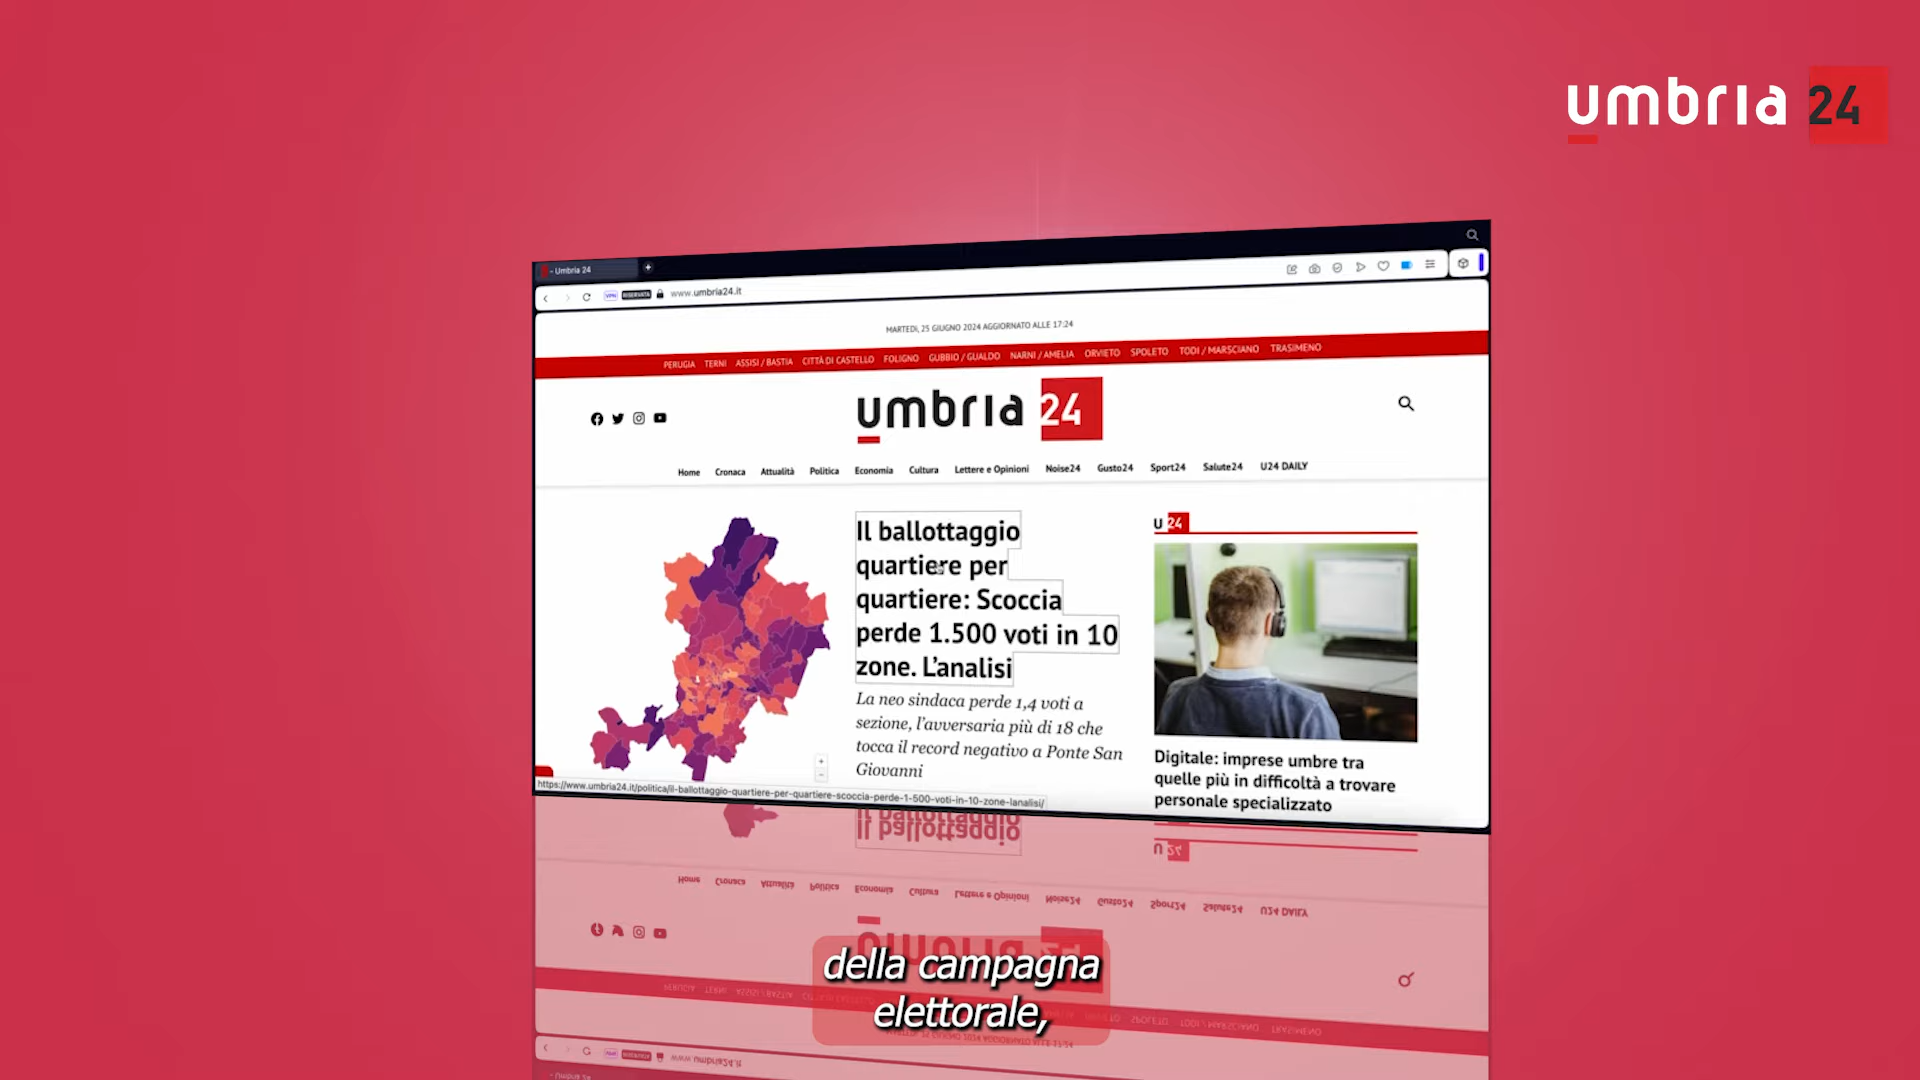 umbria 24
- Umbria 24
VPN RISERVATA www.umbria24.it
MARTEDì, 25 GIUGNO 2024 AGGIORNATO ALLE 17:24
PERUGIA TERNI ASSISI / BASTIA CITTÀ DI CASTELLO FOLIGNO GUBBIO / GUALDO NARNI / AMELIA ORVIETO SPOLETO TODI / MARSCIANO TRASIMENO
umbria 24
Home Cronaca Attualità Politica Economia Cultura Lettere e Opinioni Noise24 Gusto24 Sport24 Salute24 U24 DAILY
Il ballottaggio
quartiere per
quartiere: Scoccia
perde 1.500 voti in 10
zone. L'analisi
La neo sindaca perde 1,4 voti a
sezione, l'avversaria più di 18 che
tocca il record negativo a Ponte San
Giovanni
U 24
Digitale: imprese umbre tra
quelle più in difficoltà a trovare
personale specializzato
https://www.umbria24.it/politica/il-ballottaggio-quartiere-per-quartiere-scoccia-perde-1-500-voti-in-10-zone-lanalisi/
della campagna
elettorale,